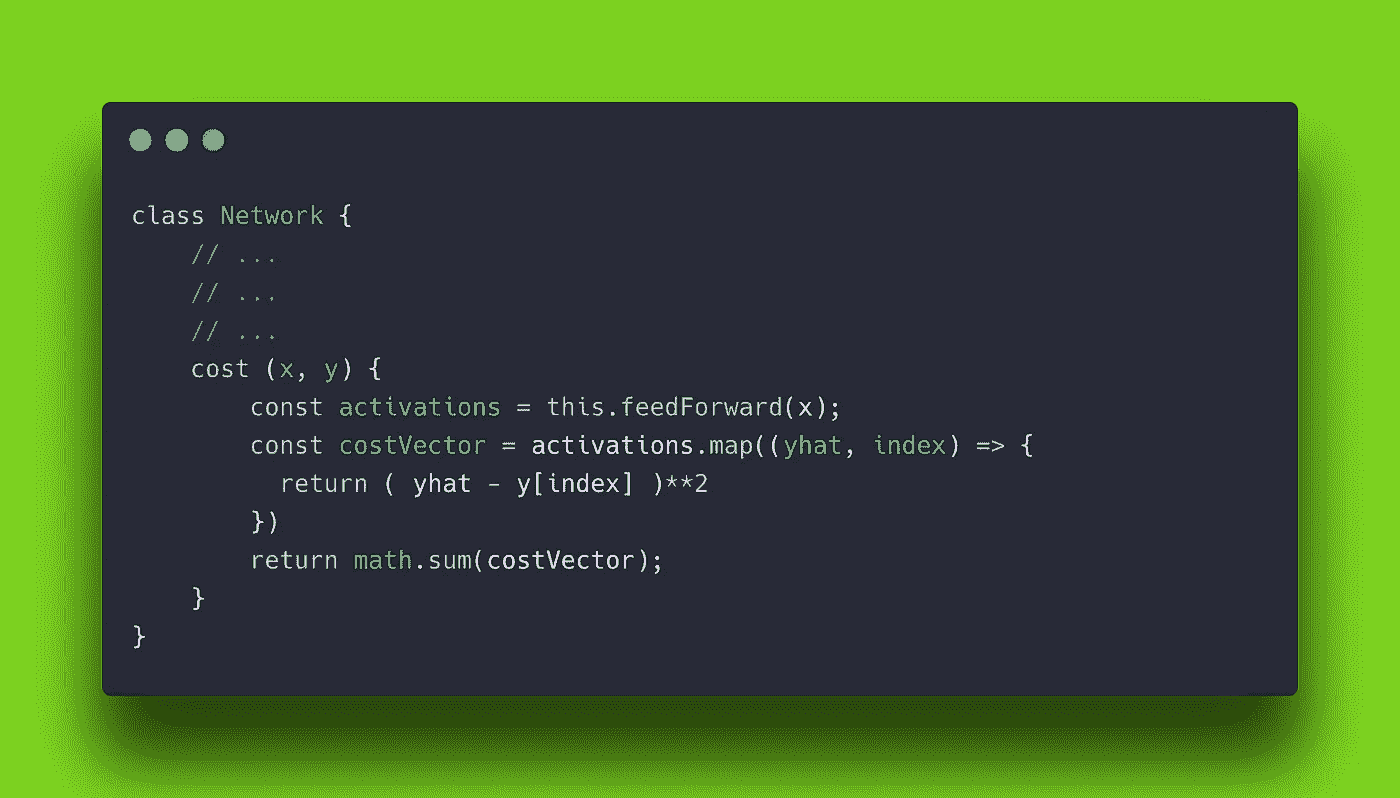 class Network {
    // ...
    // ...
    // ...
    cost (x, y) {
        const activations = this.feedForward(x);
        const costVector = activations.map((yhat, index) => {
          return ( yhat - y[index] )**2
        })
        return math.sum(costVector);
    }
}